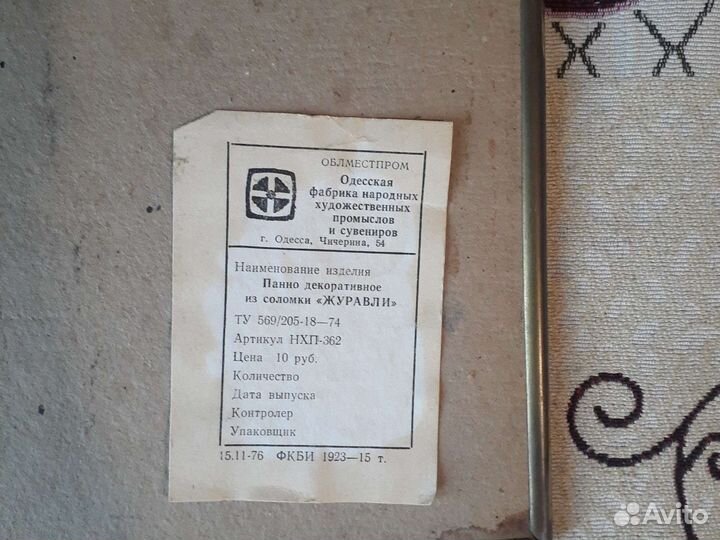 ОБЛМЕСТПРОМ
Одесская
фабрика народных
художественных
промыслов
и сувениров
г. Одесса, Чичерина, 54
Наименование изделия
Панно декоративное
из соломки «ЖУРАВЛИ»
ТУ 569/205-18—74
Артикул НХП-362
Цена 10 руб.
Количество
Дата выпуска
Контролер
Упаковщик
15.11-76 ФКБИ 1923—15 т.
Avito